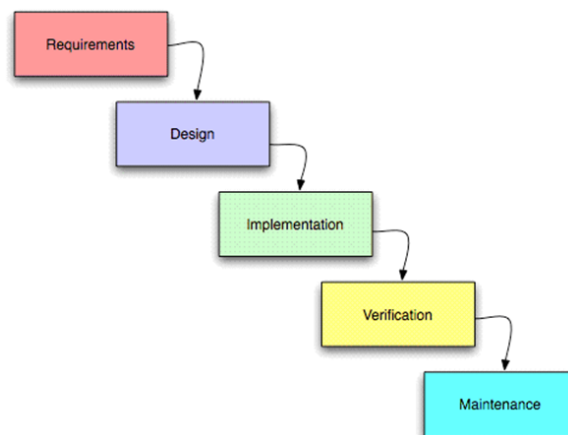 Requirements
Design
Implementation
Verification
Maintenance